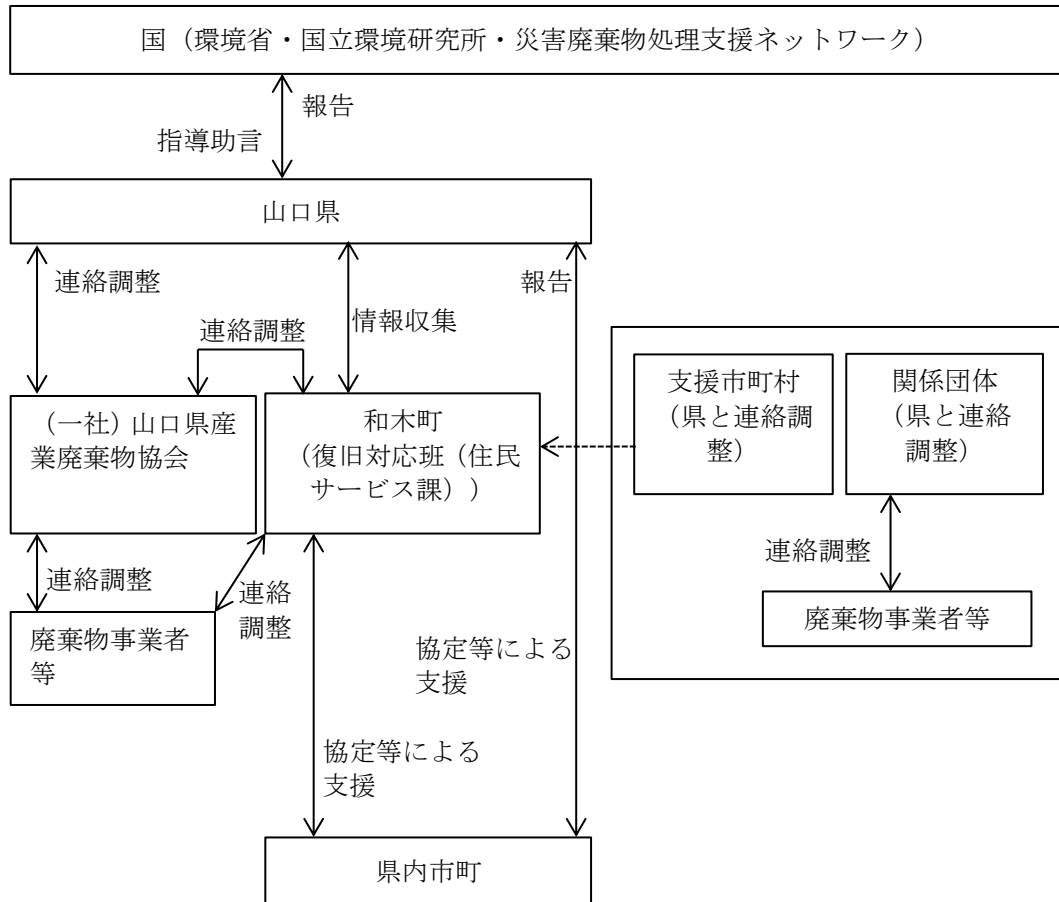 国（環境省・国立環境研究所・災害廃棄物処理支援ネットワーク）
報告
指導助言
山口県
連絡調整
報告
情報収集
連絡調整
支援市町村
（県と連絡調
整）
関係団体
（県と連絡
調整）
（一社）山口県産
業廃棄物協会
和木町
（復旧対応班（住民
サービス課））
連絡調整
連絡調整
連絡
調整
廃棄物事業者
等
廃棄物事業者等
協定等による
支援
協定等による
支援
県内市町